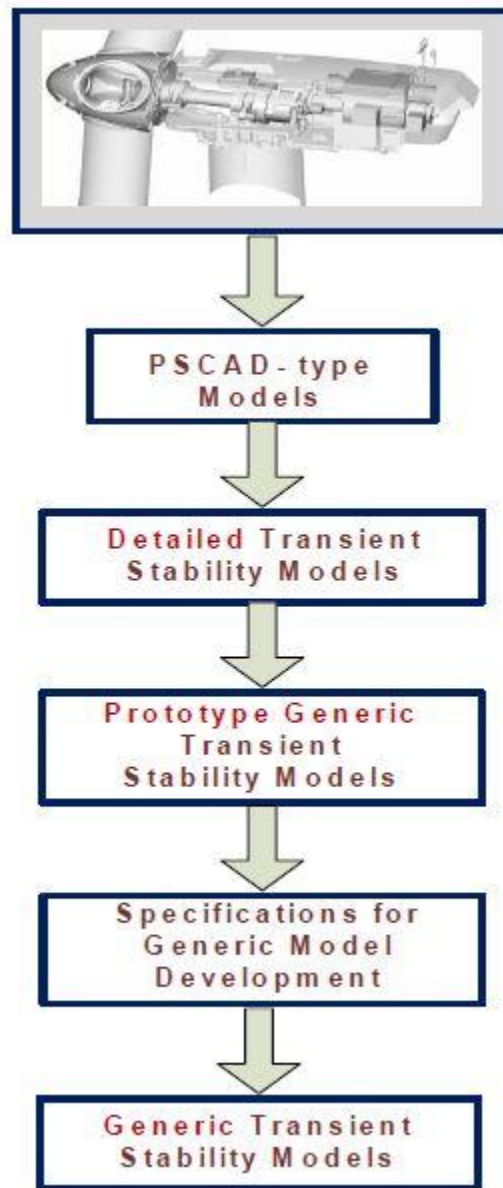 PSCAD-type
Models
Detailed Transient
Stability Models
Prototype Generic
Transient
Stability Models
Specifications for
Generic Model
Development
Generic Transient
Stability Models